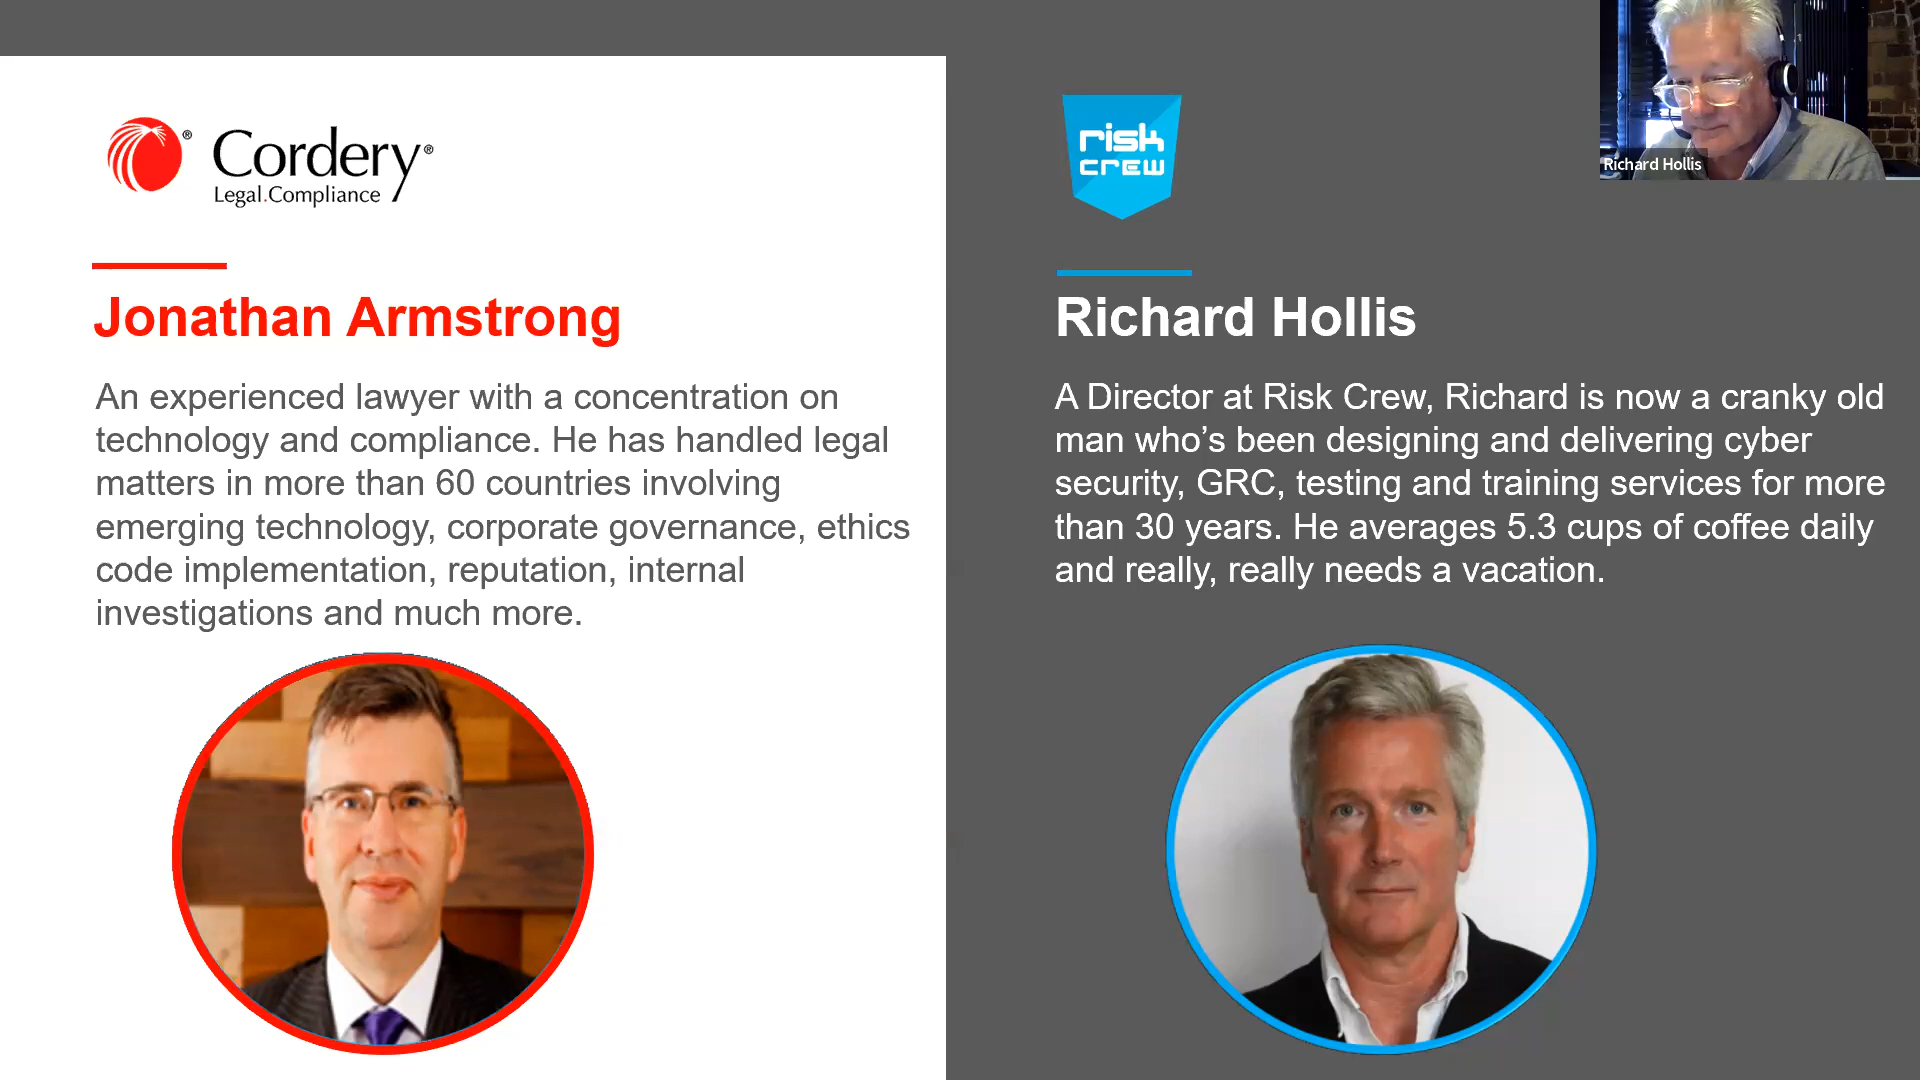 Cordery®
Legal.Compliance
®
Jonathan Armstrong
An experienced lawyer with a concentration on
technology and compliance. He has handled legal
matters in more than 60 countries involving
emerging technology, corporate governance, ethics
code implementation, reputation, internal
investigations and much more.
risk
crew
Richard Hollis
A Director at Risk Crew, Richard is now a cranky old
man who’s been designing and delivering cyber
security, GRC, testing and training services for more
than 30 years. He averages 5.3 cups of coffee daily
and really, really needs a vacation.
Richard Hollis